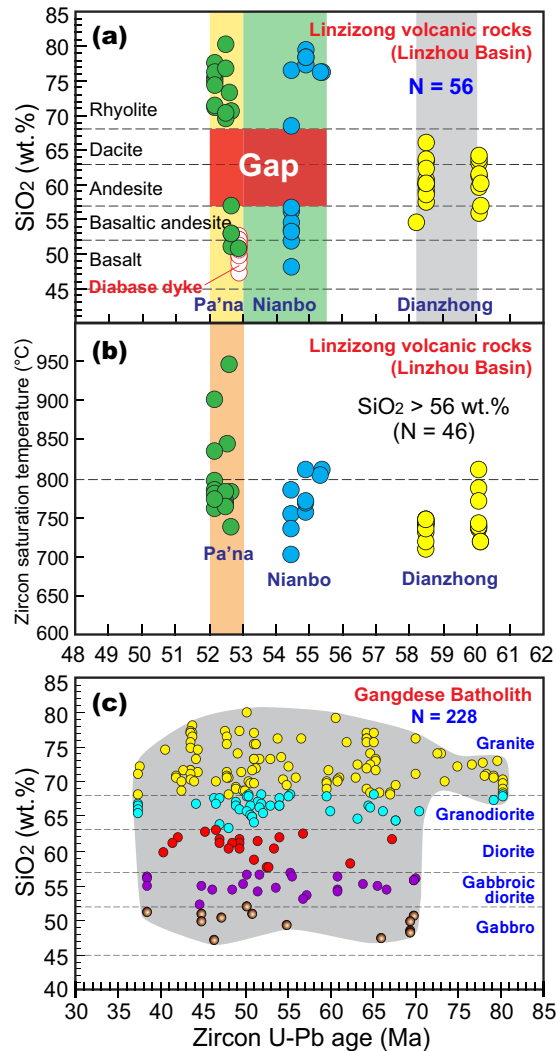 (a)
Linzizong volcanic rocks
(Linzhou Basin)
N = 56
85
80
75
70
65
60
55
50
45
SiO₂ (wt.%)
Rhyolite
Dacite
Andesite
Basaltic andesite
Basalt
Gap
Diabase dyke
Pa'na
Nianbo
Dianzhong
(b)
Linzizong volcanic rocks
(Linzhou Basin)
SiO₂ > 56 wt.%
(N = 46)
950
900
850
800
750
700
650
600
Zircon saturation temperature (°C)
Pa'na
Nianbo
Dianzhong
48 49 50 51 52 53 54 55 56 57 58 59 60 61 62
(c)
Gangdese Batholith
N = 228
85
80
75
70
65
60
55
50
45
40
SiO₂ (wt.%)
Granite
Granodiorite
Diorite
Gabbroic
diorite
Gabbro
30 35 40 45 50 55 60 65 70 75 80 85
Zircon U-Pb age (Ma)